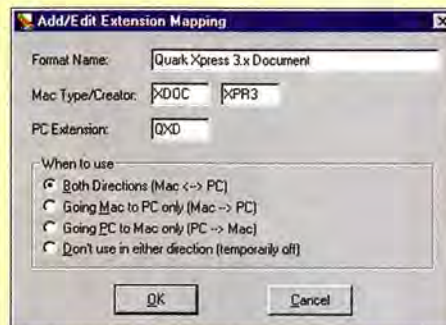 Add/Edit Extension Mapping
Format Name: Quark Xpress 3.x Document
Mac Type/Creator: XDOC XPR3
PC Extension: QXD
When to use
Both Directions (Mac <--> PC)
Going Mac to PC only (Mac --> PC)
Going PC to Mac only (PC --> Mac)
Don't use in either direction (temporarily off)
OK Cancel